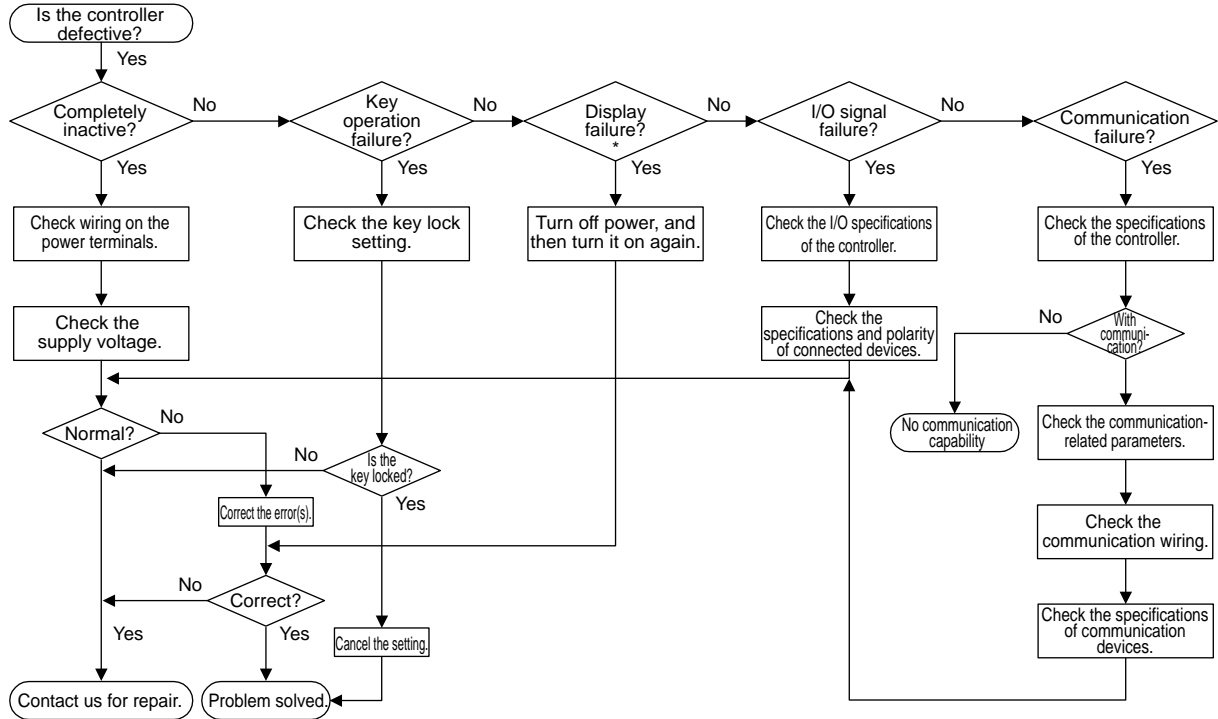 Is the controller
defective?
Yes
Completely
inactive?
No
Yes
Key
operation
failure?
No
Yes
Display
failure?
*
No
Yes
I/O signal
failure?
No
Yes
Communication
failure?
Yes
Check wiring on the
power terminals.
Check the key lock
setting.
Turn off power, and
then turn it on again.
Check the I/O specifications
of the controller.
Check the specifications
of the controller.
Check the
supply voltage.
Check the
specifications and polarity
of connected devices.
No
With
communi-
cation?
Yes
No communication
capability
Check the communication-
related parameters.
Normal?
No
No
Is the
key locked?
Yes
Correct the error(s).
Check the
communication wiring.
No
Correct?
Yes
Yes
Cancel the setting.
Check the specifications
of communication
devices.
Contact us for repair.
Problem solved.